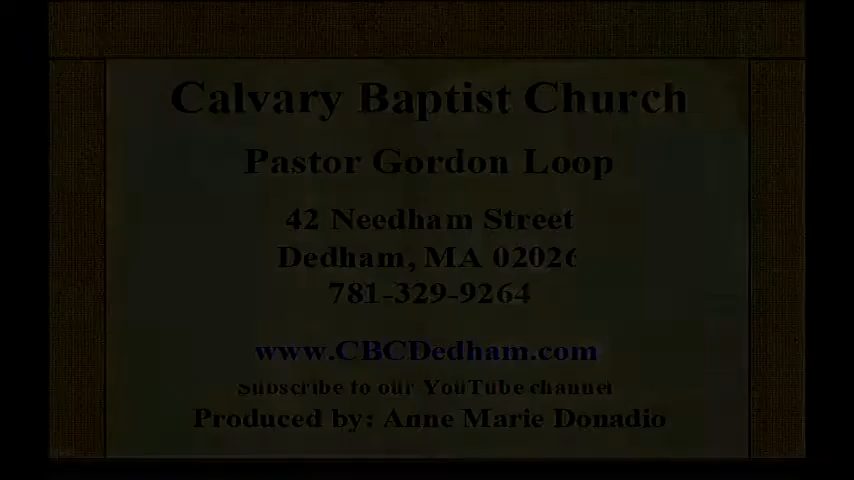 Calvary Baptist Church
Pastor Gordon Loop
42 Needham Street
Dedham, MA 02026
781-329-9264
www.CBCDedham.com
Subscribe to our YouTube channel
Produced by: Anne Marie Donadio